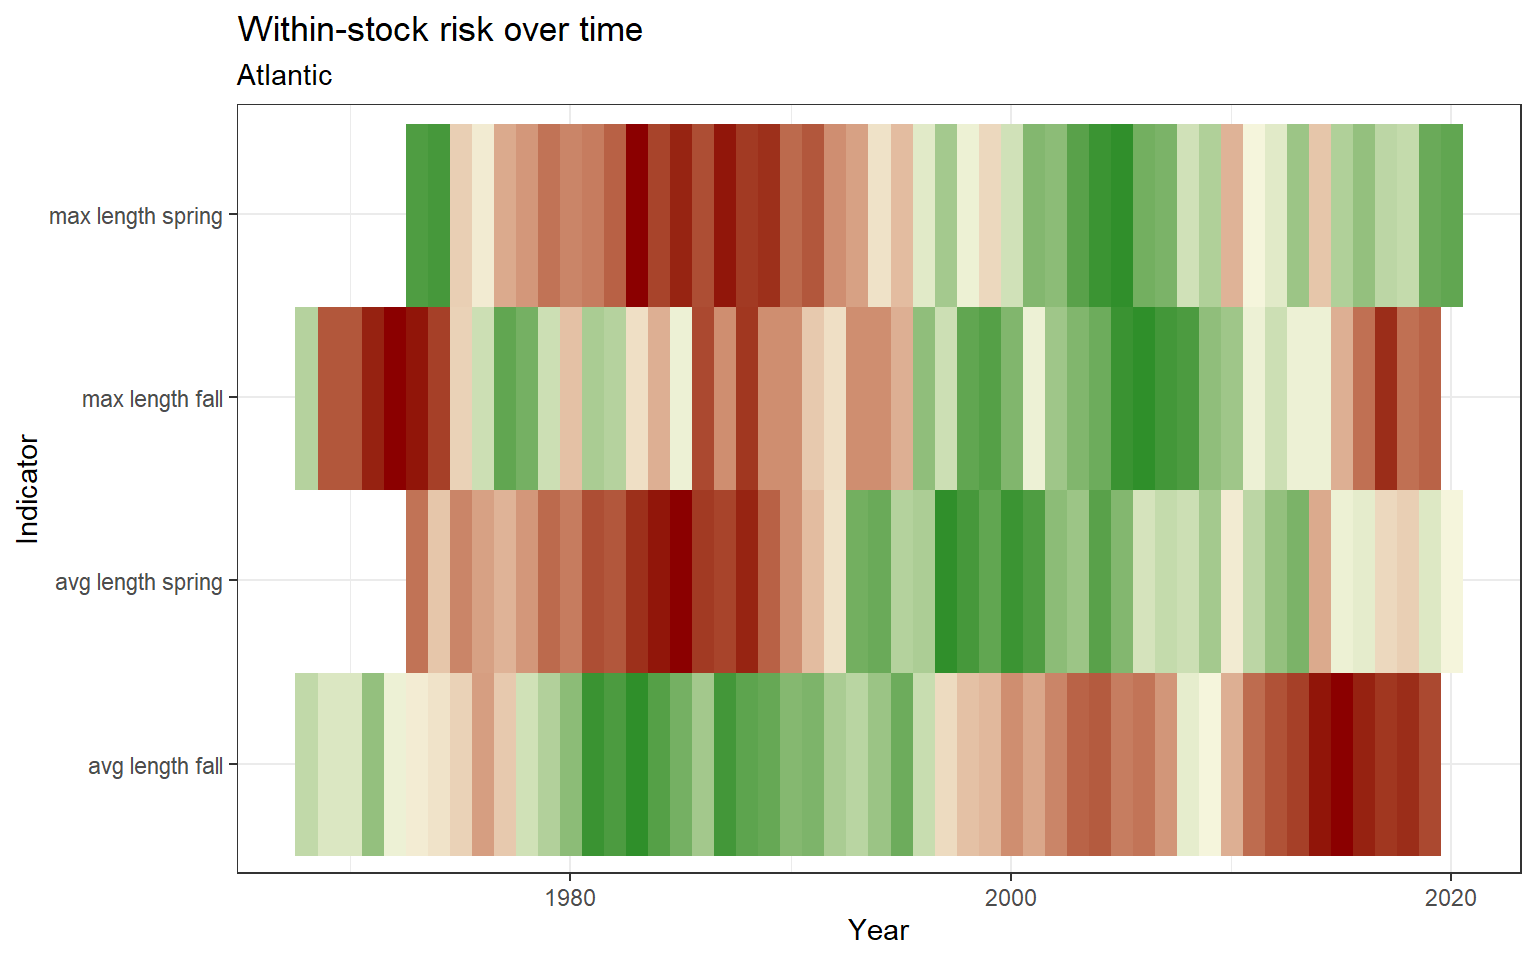 Within-stock risk over time
Atlantic
Indicator
max length spring
max length fall
avg length spring
avg length fall
1980
2000
2020
Year